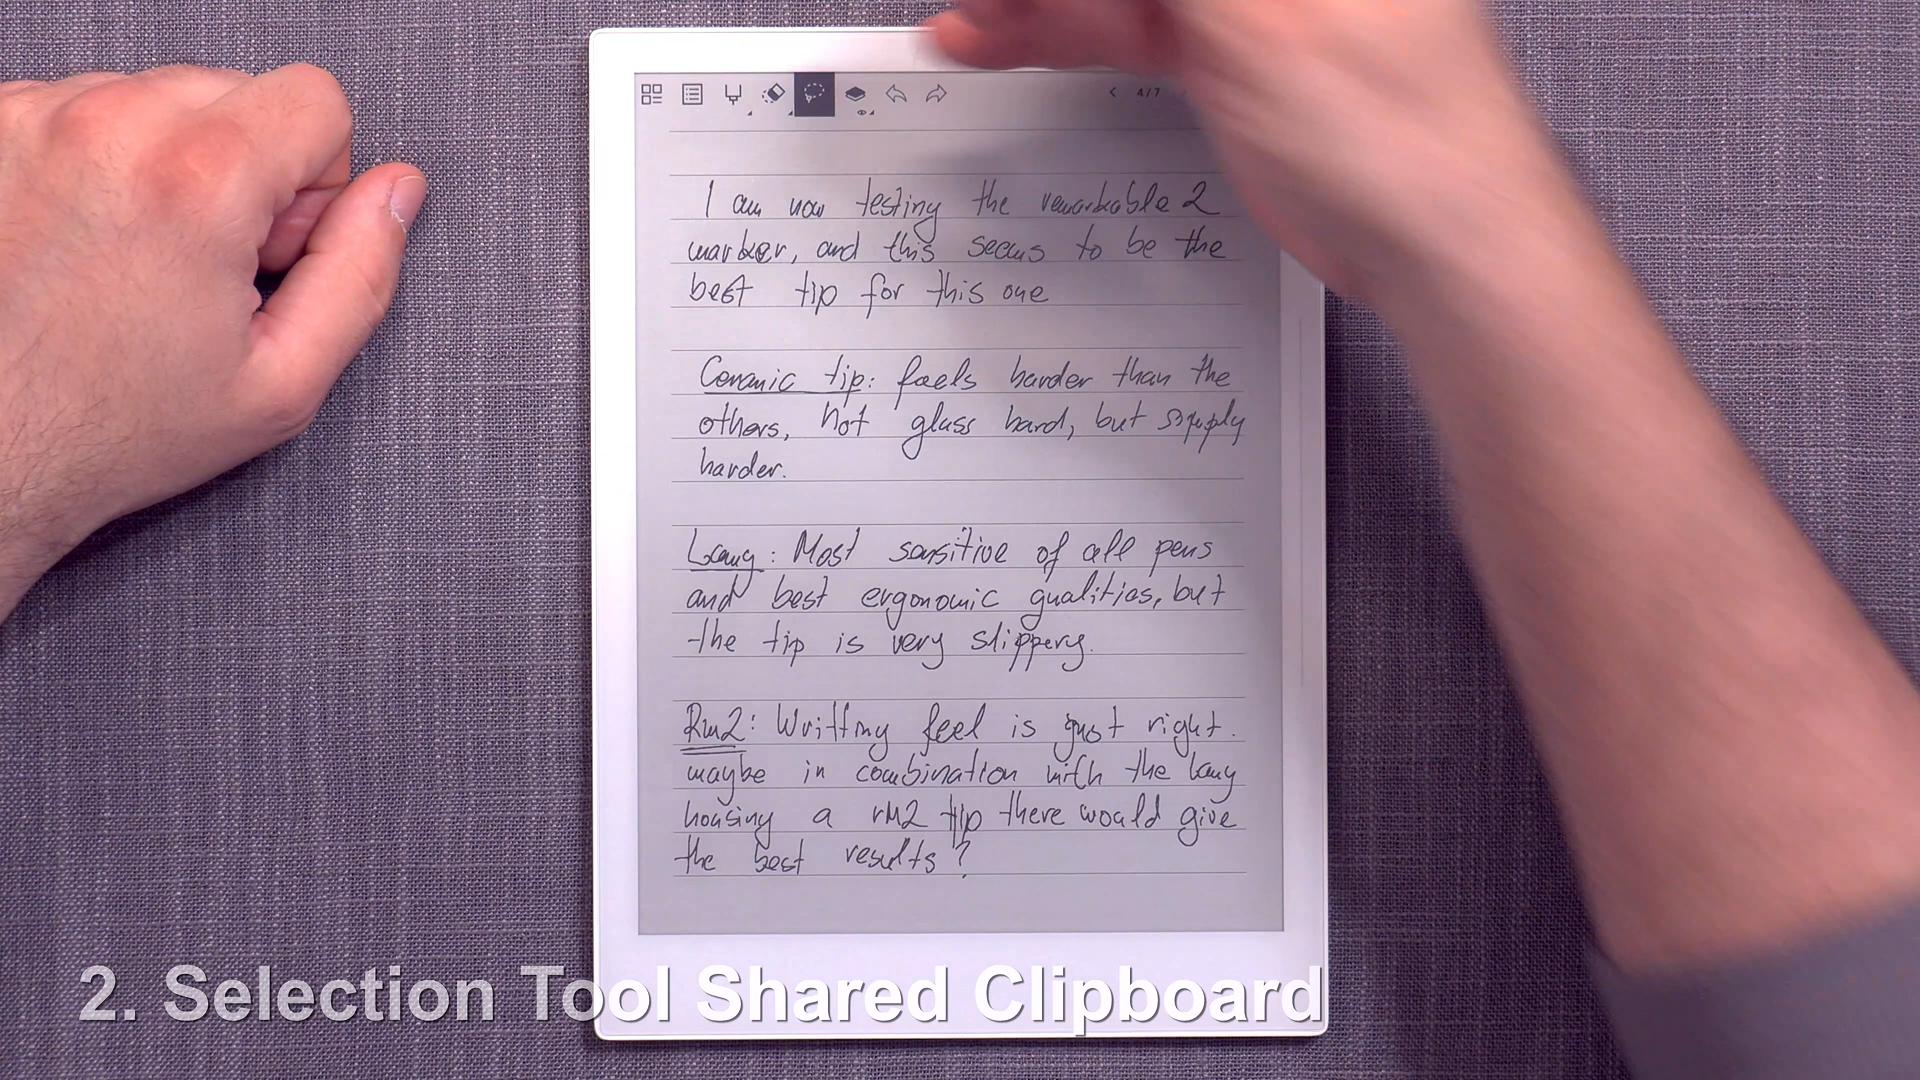 4/7
I am now testing the remarkable 2
marker, and this seems to be the
best tip for this one
Ceramic tip: feels harder than the
others, not glass hard, but simply
harder.
Lamy: Most sensitive of all pens
and best ergonomic qualities, but
the tip is very slippery.
Rm2: Writting feel is just right.
maybe in combination with the lamy
housing a rM2 tip there would give
the best results?
2. Selection Tool Shared Clipboard